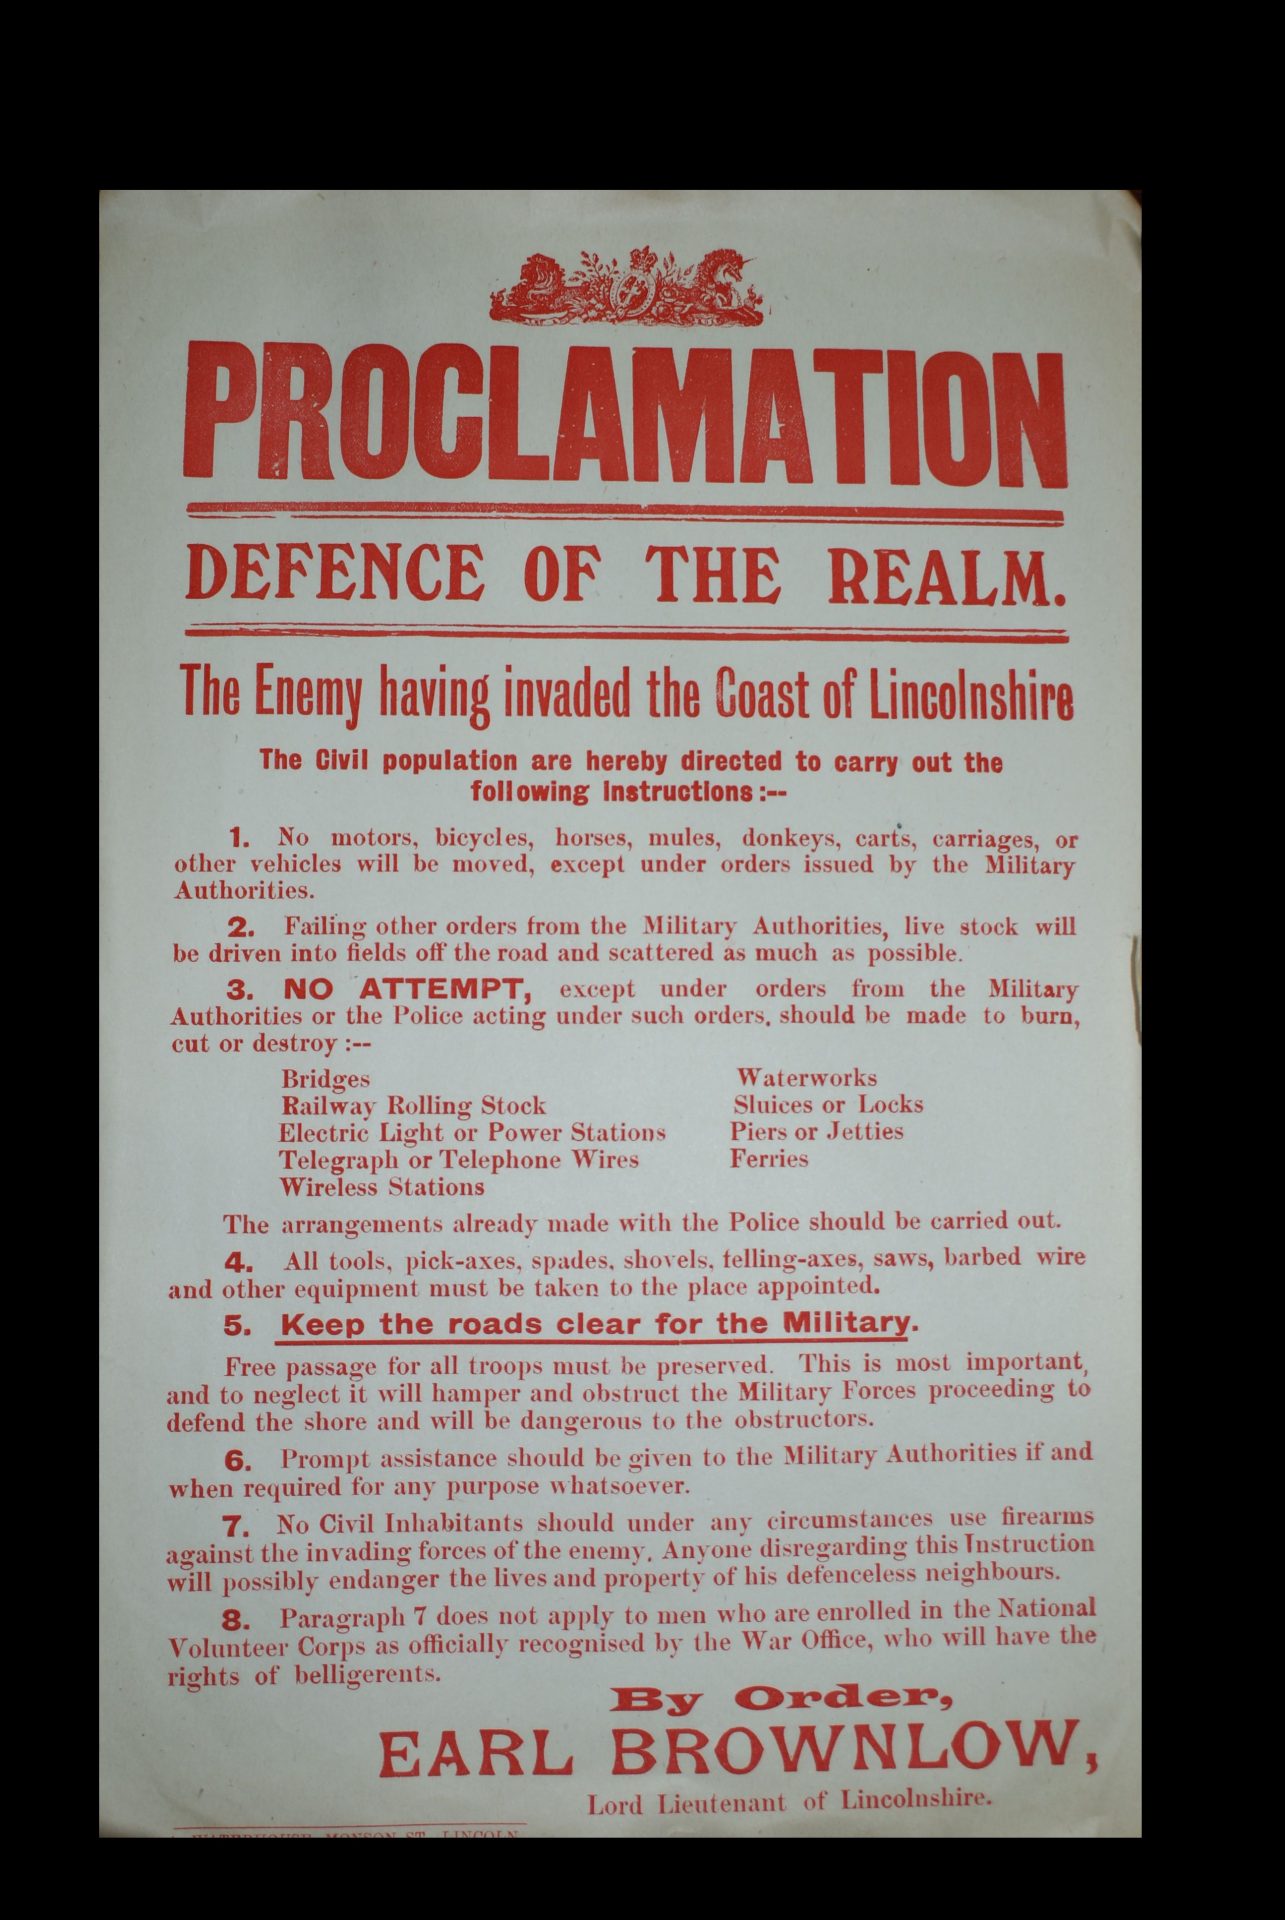 PROCLAMATION
DEFENCE OF THE REALM.
The Enemy having invaded the Coast of Lincolnshire
The Civil population are hereby directed to carry out the
following Instructions :--
1. No motors, bicycles, horses, mules, donkeys, carts, carriages, or
other vehicles will be moved, except under orders issued by the Military
Authorities.
2. Failing other orders from the Military Authorities, live stock will
be driven into fields off the road and scattered as much as possible.
3. NO ATTEMPT, except under orders from the Military
Authorities or the Police acting under such orders, should be made to burn,
cut or destroy :--
Bridges
Railway Rolling Stock
Electric Light or Power Stations
Telegraph or Telephone Wires
Wireless Stations
Waterworks
Sluices or Locks
Piers or Jetties
Ferries
The arrangements already made with the Police should be carried out.
4. All tools, pick-axes, spades, shovels, felling-axes, saws, barbed wire
and other equipment must be taken to the place appointed.
5. Keep the roads clear for the Military.
Free passage for all troops must be preserved. This is most important,
and to neglect it will hamper and obstruct the Military Forces proceeding to
defend the shore and will be dangerous to the obstructors.
6. Prompt assistance should be given to the Military Authorities if and
when required for any purpose whatsoever.
7. No Civil Inhabitants should under any circumstances use firearms
against the invading forces of the enemy. Anyone disregarding this Instruction
will possibly endanger the lives and property of his defenceless neighbours.
8. Paragraph 7 does not apply to men who are enrolled in the National
Volunteer Corps as officially recognised by the War Office, who will have the
rights of belligerents.
By Order,
EARL BROWNLOW,
Lord Lieutenant of Lincolnshire.
WATERHOUSE, MONSON ST. LINCOLN